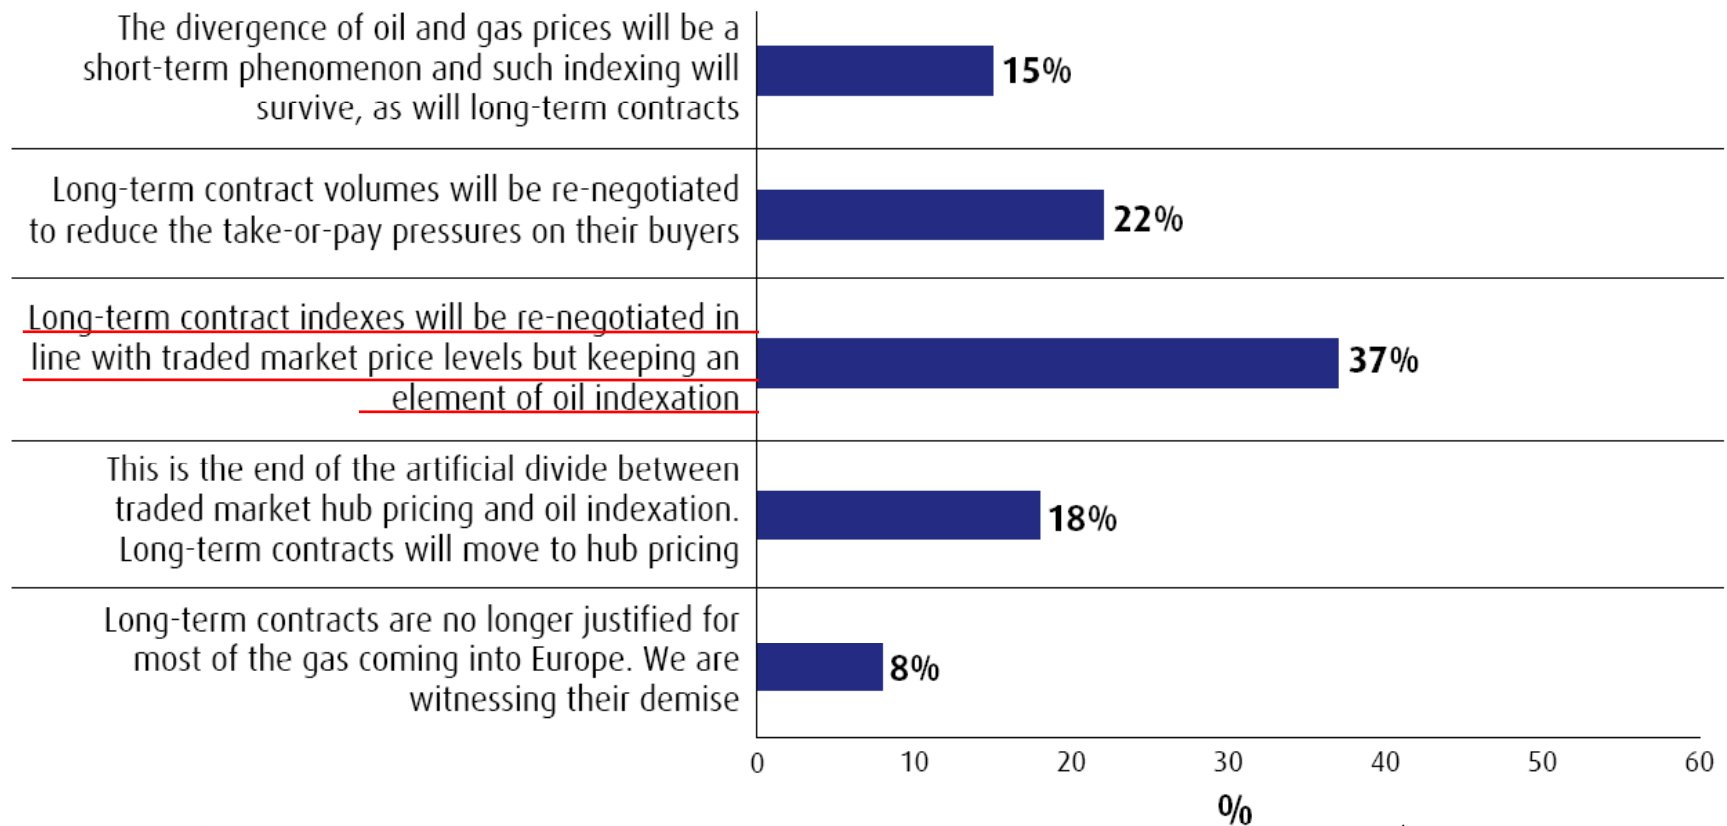 The divergence of oil and gas prices will be a
short-term phenomenon and such indexing will
survive, as will long-term contracts
15%
Long-term contract volumes will be re-negotiated
to reduce the take-or-pay pressures on their buyers
22%
Long-term contract indexes will be re-negotiated in
line with traded market price levels but keeping an
element of oil indexation
37%
This is the end of the artificial divide between
traded market hub pricing and oil indexation.
Long-term contracts will move to hub pricing
18%
Long-term contracts are no longer justified for
most of the gas coming into Europe. We are
witnessing their demise
8%
0 10 20 30 40 50 60
%